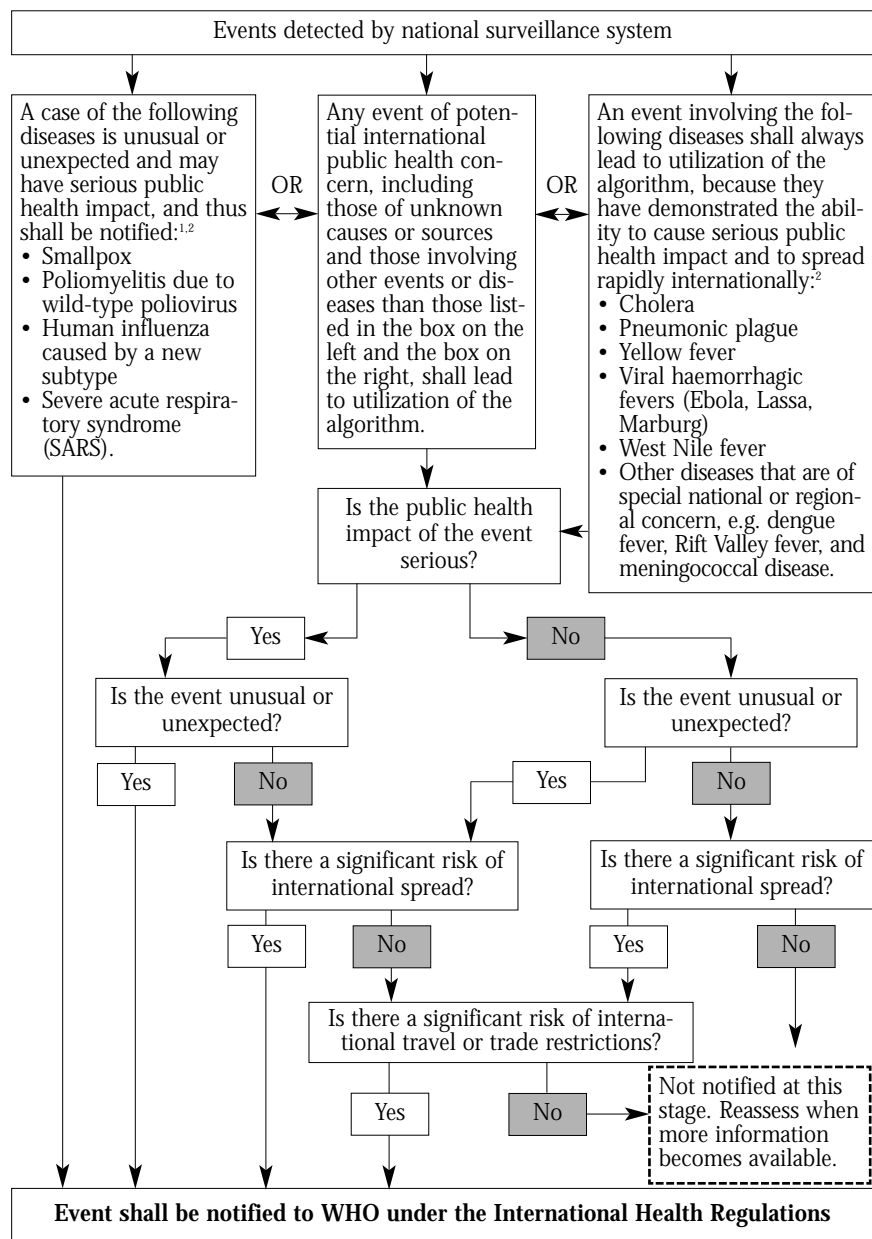 Events detected by national surveillance system
A case of the following
diseases is unusual or
unexpected and may
have serious public
health impact, and thus
shall be notified:1,2
• Smallpox
• Poliomyelitis due to
wild-type poliovirus
• Human influenza
caused by a new
subtype
• Severe acute respira-
tory syndrome
(SARS).
OR
Any event of poten-
tial international
public health con-
cern, including
those of unknown
causes or sources
and those involving
other events or dis-
eases than those list-
ed in the box on the
left and the box on
the right, shall lead
to utilization of the
algorithm.
OR
An event involving the fol-
lowing diseases shall always
lead to utilization of the
algorithm, because they
have demonstrated the abil-
ity to cause serious public
health impact and to spread
rapidly internationally:2
• Cholera
• Pneumonic plague
• Yellow fever
• Viral haemorrhagic
fevers (Ebola, Lassa,
Marburg)
• West Nile fever
• Other diseases that are of
special national or region-
al concern, e.g. dengue
fever, Rift Valley fever, and
meningococcal disease.
Is the public health
impact of the event
serious?
Yes
No
Is the event unusual or
unexpected?
Is the event unusual or
unexpected?
Yes
No
Yes
No
Is there a significant risk of
international spread?
Is there a significant risk of
international spread?
Yes
No
Yes
No
Is there a significant risk of interna-
tional travel or trade restrictions?
Yes
No
Not notified at this
stage. Reassess when
more information
becomes available.
Event shall be notified to WHO under the International Health Regulations